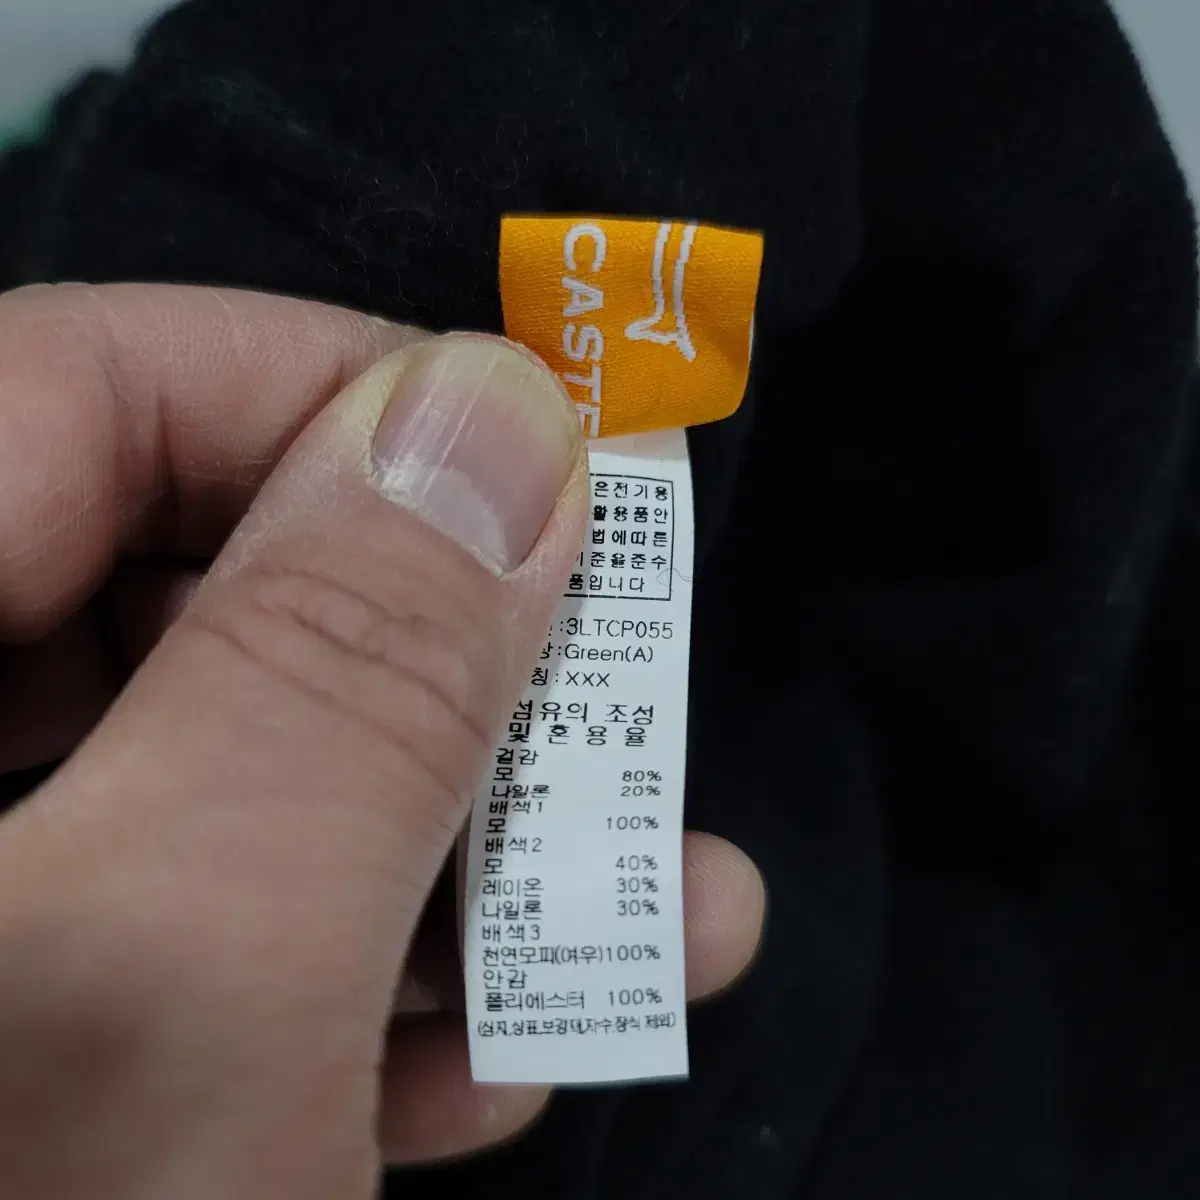 CASTE
은전기용
활용품안
법에따른
기준을준수
품입니다
:3LTCP055
상:Green(A)
칭:XXX
섬유의 조성
및 혼 용 율
겉감
모 80%
나일론 20%
배색1
모 100%
배색2
모 40%
레이온 30%
나일론 30%
배색3
천연모피((여우)100%
안감
폴리에스터 100%
(심지,상표,보강대,자수,장식 제외)